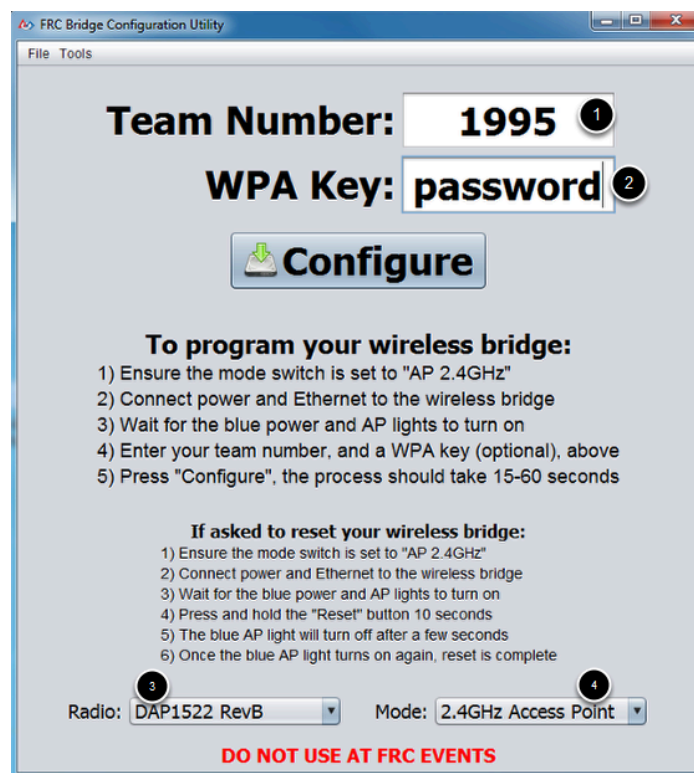 FRC Bridge Configuration Utility
File Tools
Team Number: 1995 1
WPA Key: password 2
Configure
To program your wireless bridge:
1) Ensure the mode switch is set to "AP 2.4GHz"
2) Connect power and Ethernet to the wireless bridge
3) Wait for the blue power and AP lights to turn on
4) Enter your team number, and a WPA key (optional), above
5) Press "Configure", the process should take 15-60 seconds
If asked to reset your wireless bridge:
1) Ensure the mode switch is set to "AP 2.4GHz"
2) Connect power and Ethernet to the wireless bridge
3) Wait for the blue power and AP lights to turn on
4) Press and hold the "Reset" button 10 seconds
5) The blue AP light will turn off after a few seconds
6) Once the blue AP light turns on again, reset is complete
3 4
Radio: DAP1522 RevB Mode: 2.4GHz Access Point
DO NOT USE AT FRC EVENTS